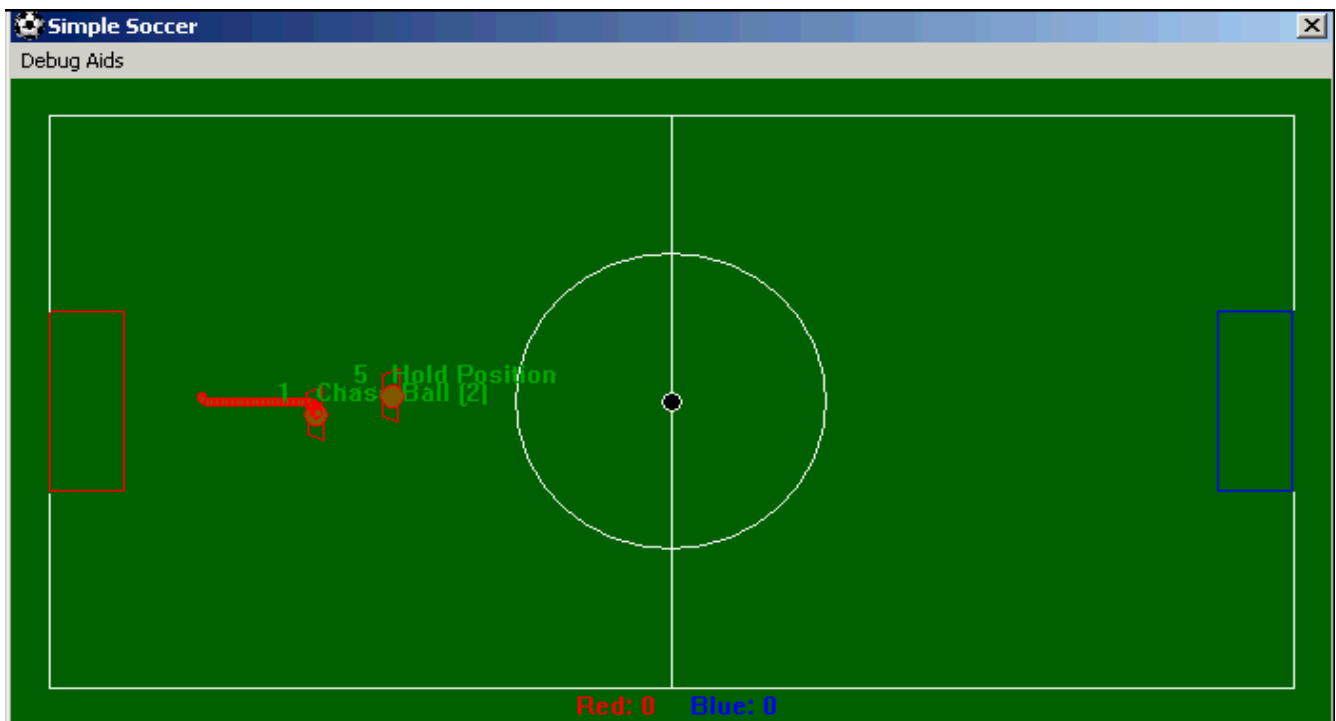 Simple Soccer
Debug Aids
5 Hold Position
1 Chase Ball (2)
Red: 0 Blue: 0